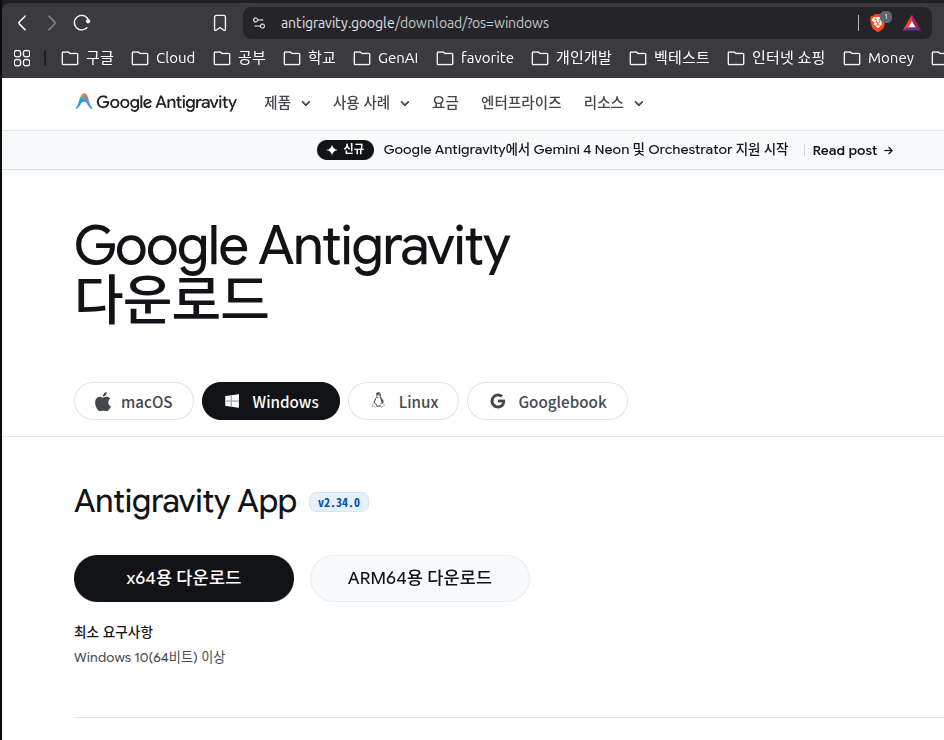 antigravity.google/download/?os=windows
1
구글 Cloud 공부 학교 GenAI favorite 개인개발 벡테스트 인터넷 쇼핑 Money
Google Antigravity 제품 사용 사례 요금 엔터프라이즈 리소스
신규 Google Antigravity에서 Gemini 4 Neon 및 Orchestrator 지원 시작 Read post →
Google Antigravity
다운로드
macOS Windows Linux Googlebook
Antigravity App v2.34.0
x64용 다운로드 ARM64용 다운로드
최소 요구사항
Windows 10(64비트) 이상